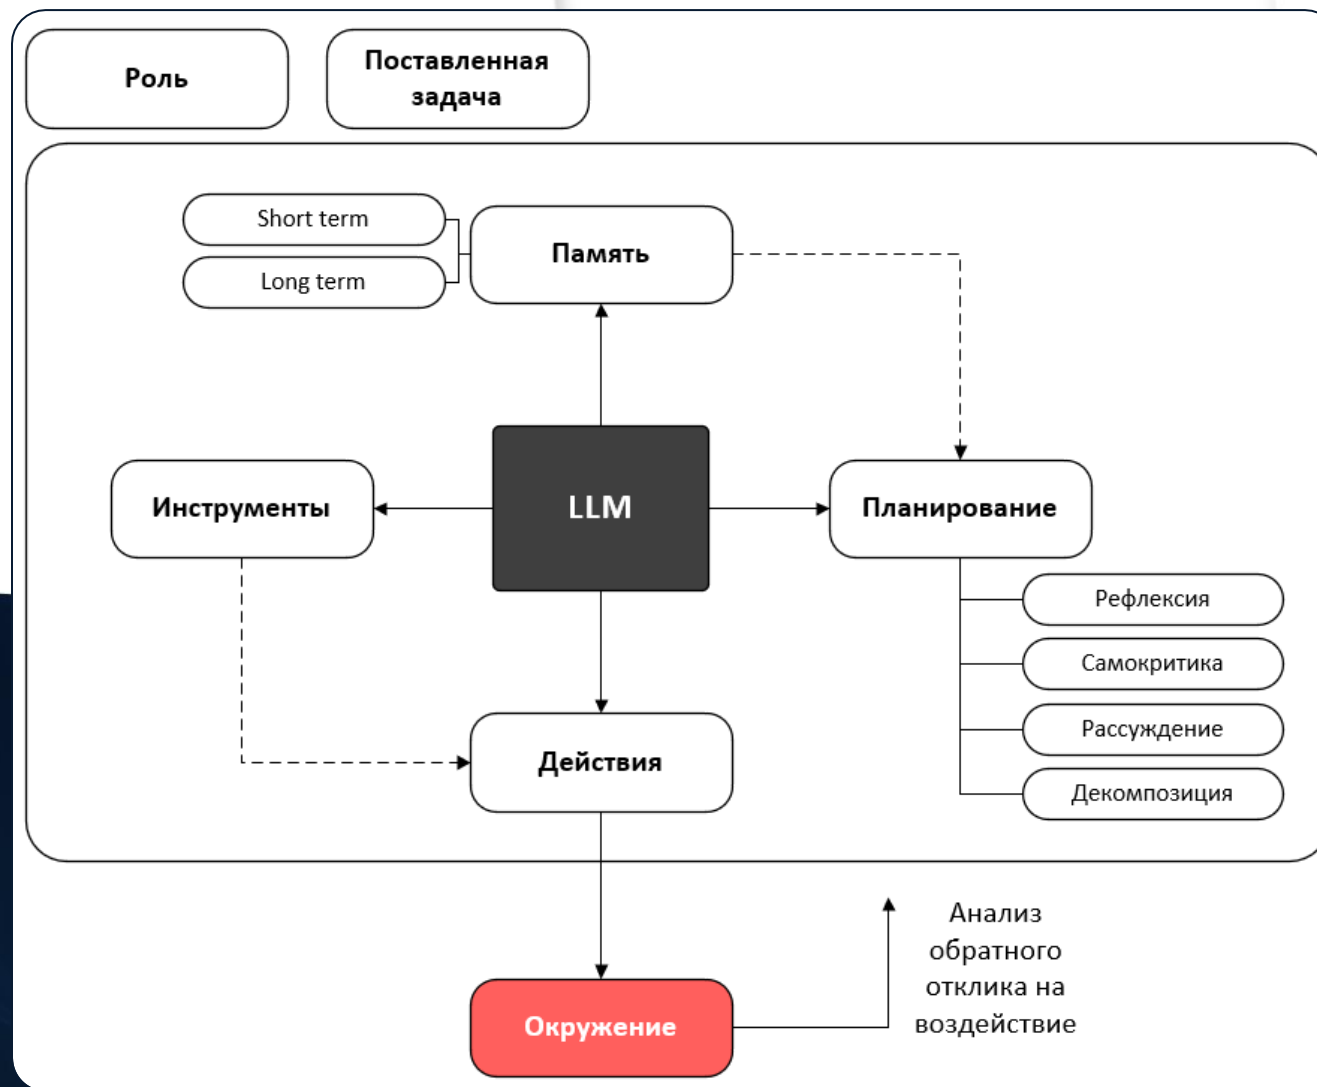 Роль
Поставленная
задача
Short term
Long term
Память
Инструменты
LLM
Планирование
Рефлексия
Самокритика
Рассуждение
Декомпозиция
Действия
Анализ
обратного
отклика на
воздействие
Окружение